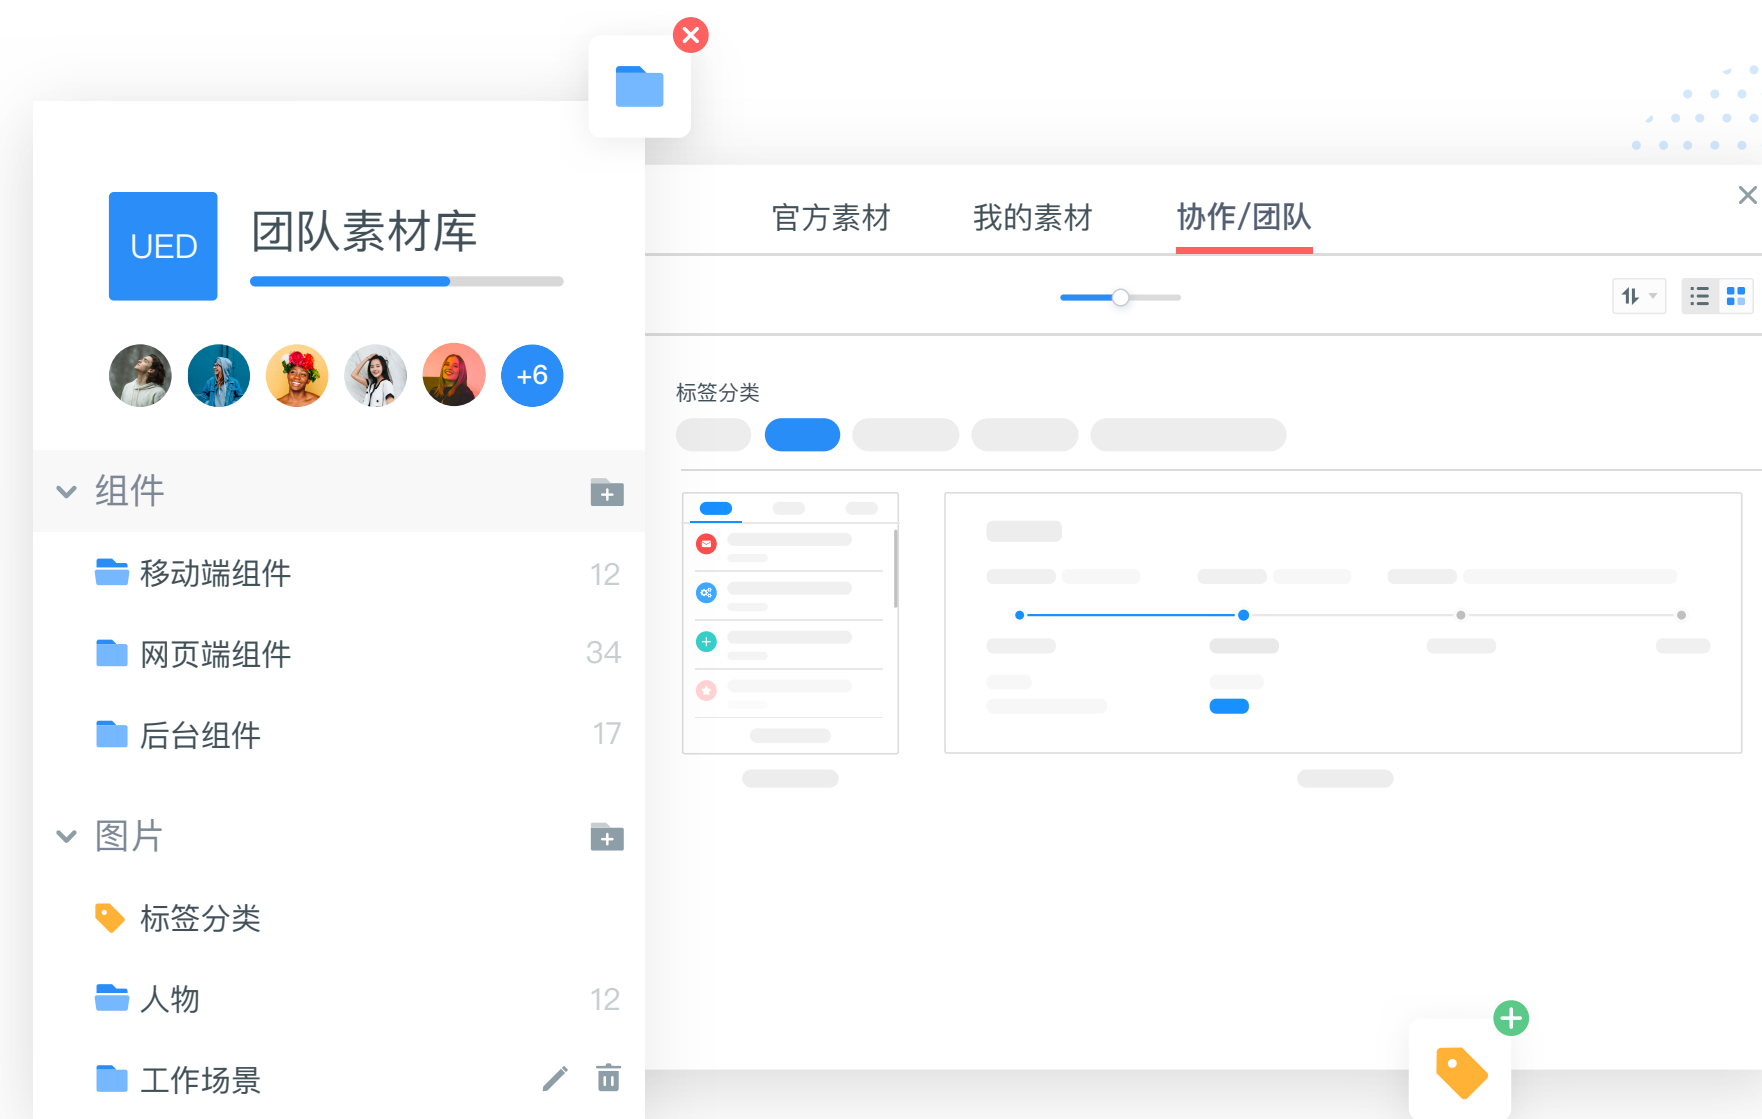 UED
团队素材库
+6
组件
移动端组件 12
网页端组件 34
后台组件 17
图片
标签分类
人物 12
工作场景
官方素材 我的素材 协作/团队
标签分类